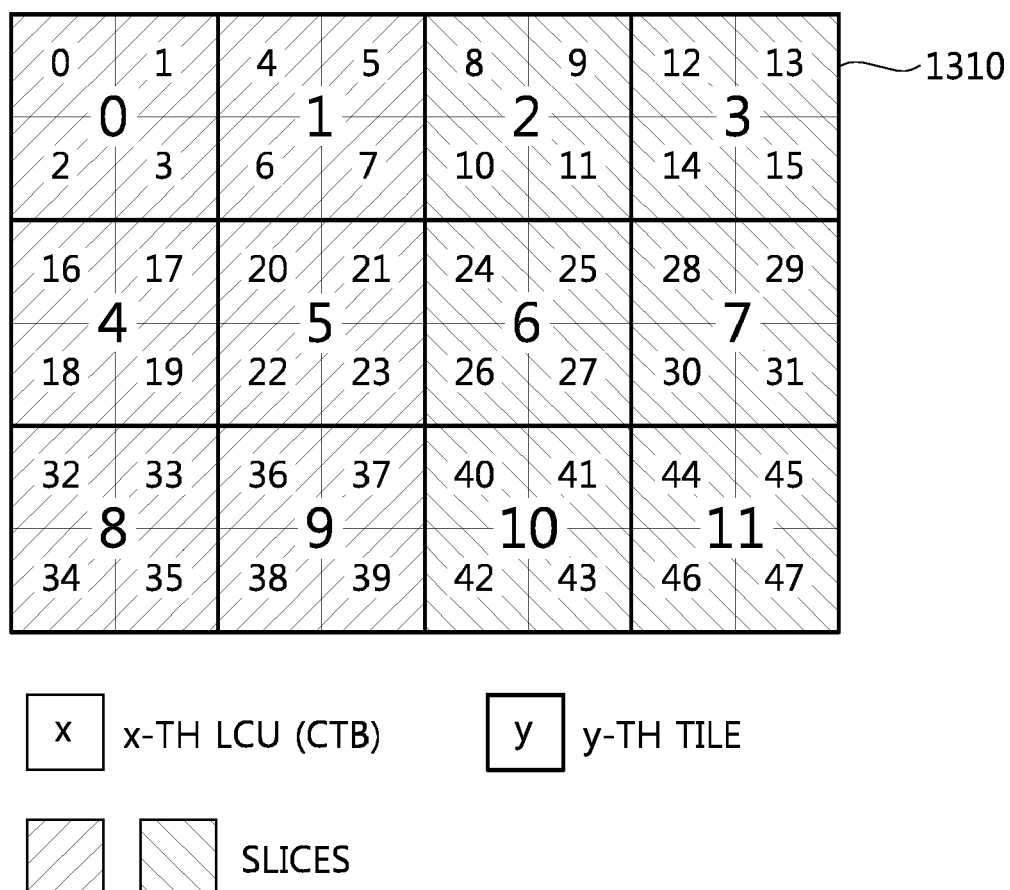 0 1 4 5 8 9 12 13 1310
0 1 2 3
2 3 6 7 10 11 14 15
16 17 20 21 24 25 28 29
4 5 6 7
18 19 22 23 26 27 30 31
32 33 36 37 40 41 44 45
8 9 10 11
34 35 38 39 42 43 46 47
x x-TH LCU (CTB) y y-TH TILE
SLICES